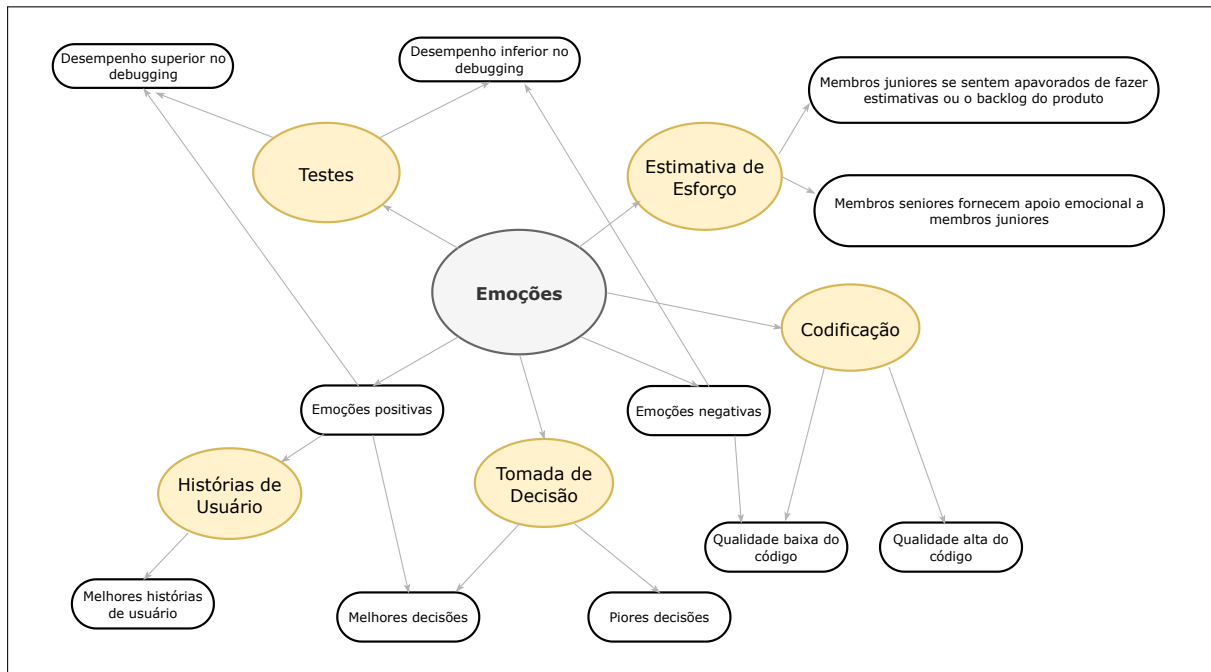 Desempenho superior no
debugging
Desempenho inferior no
debugging
Membros juniores se sentem apavorados de fazer
estimativas ou o backlog do produto
Testes
Estimativa de
Esforço
Membros seniores fornecem apoio emocional a
membros juniores
Emoções
Codificação
Emoções positivas
Emoções negativas
Histórias de
Usuário
Tomada de
Decisão
Qualidade baixa do
código
Qualidade alta do
código
Melhores histórias
de usuário
Melhores decisões
Piores decisões